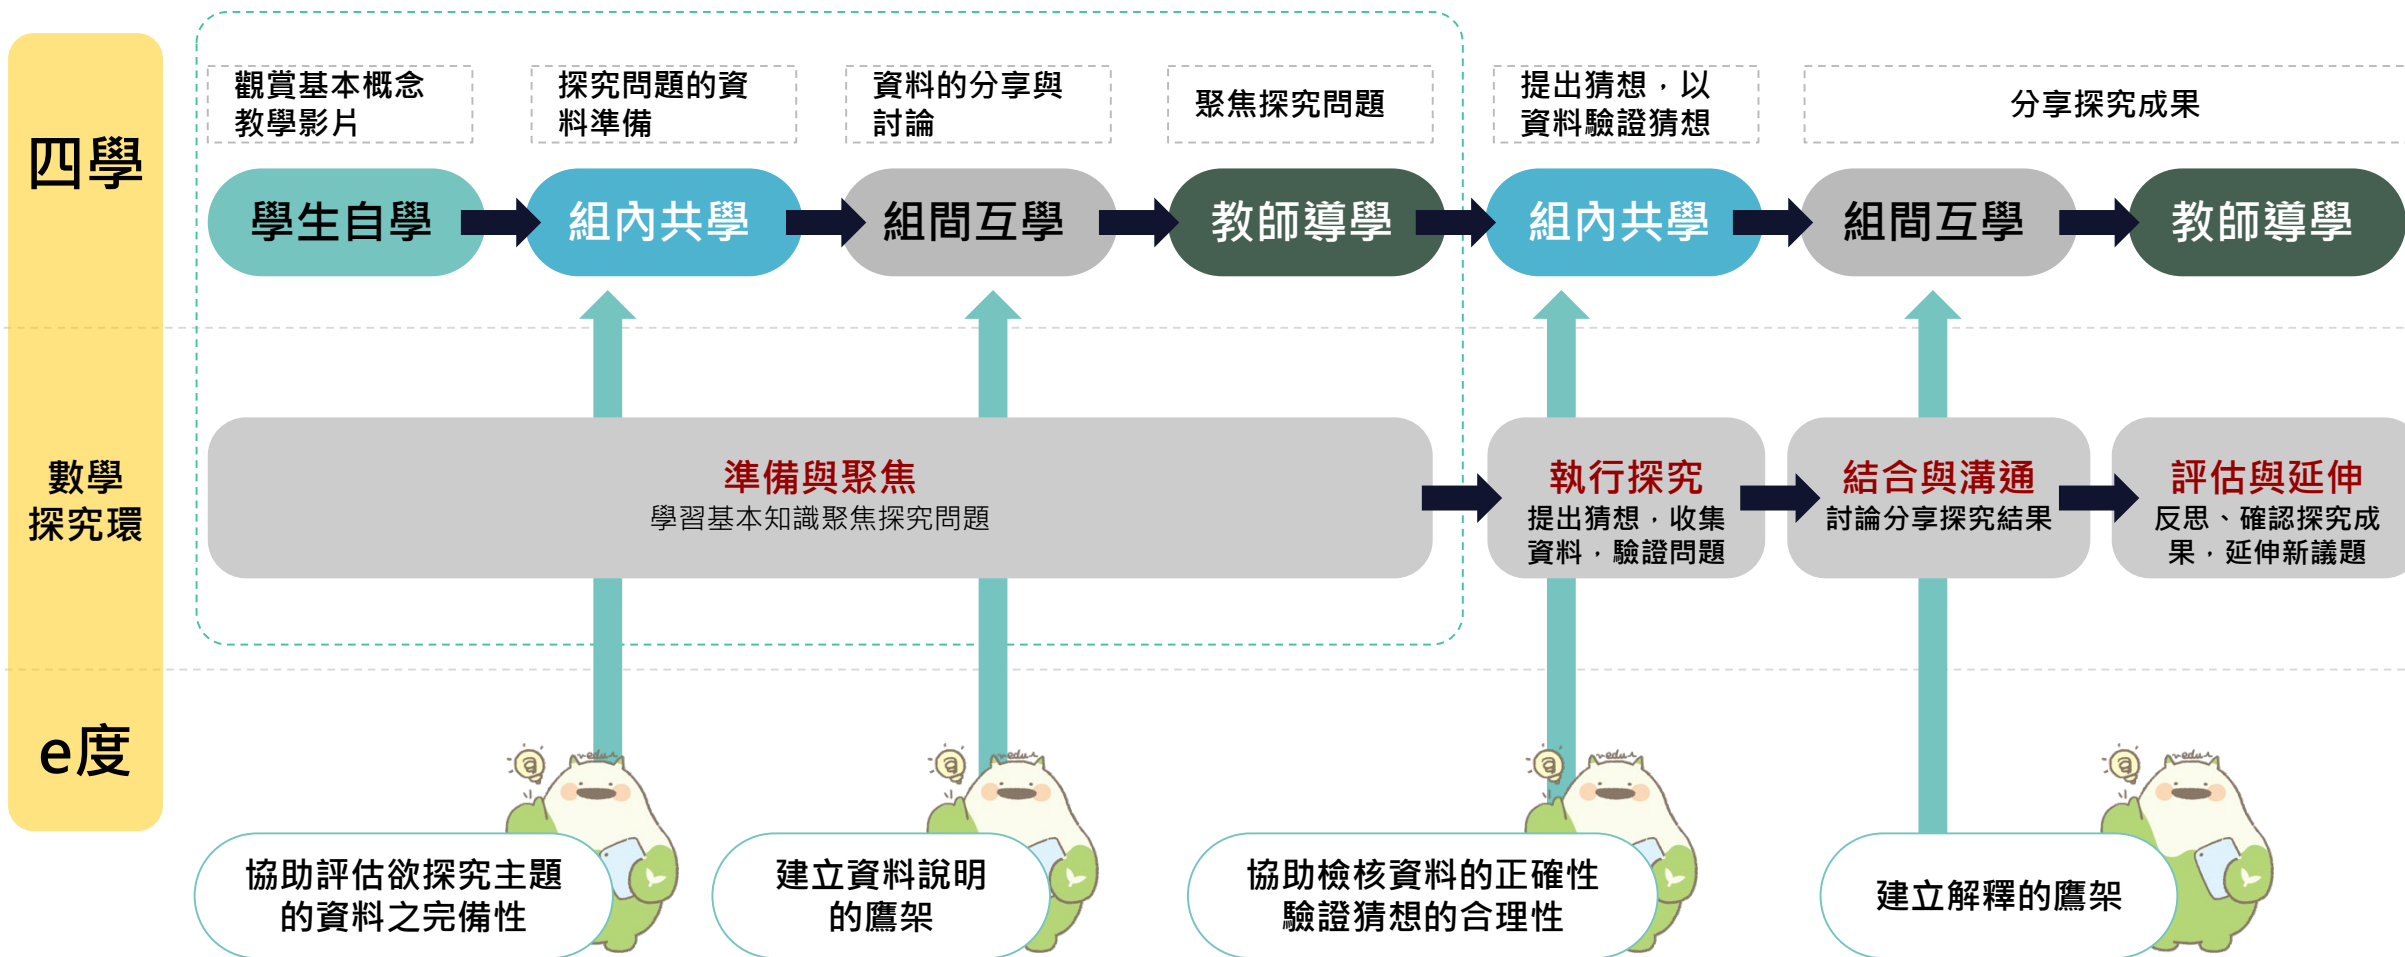 四學
觀賞基本概念
教學影片
探究問題的資
料準備
資料的分享與
討論
聚焦探究問題
提出猜想，以
資料驗證猜想
分享探究成果
學生自學
組內共學
組間互學
教師導學
組內共學
組間互學
教師導學
數學
探究環
準備與聚焦
學習基本知識聚焦探究問題
執行探究
提出猜想，收集
資料，驗證問題
結合與溝通
討論分享探究結果
評估與延伸
反思、確認探究成
果，延伸新議題
e度
協助評估欲探究主題
的資料之完備性
建立資料說明
的鷹架
協助檢核資料的正確性
驗證猜想的合理性
建立解釋的鷹架